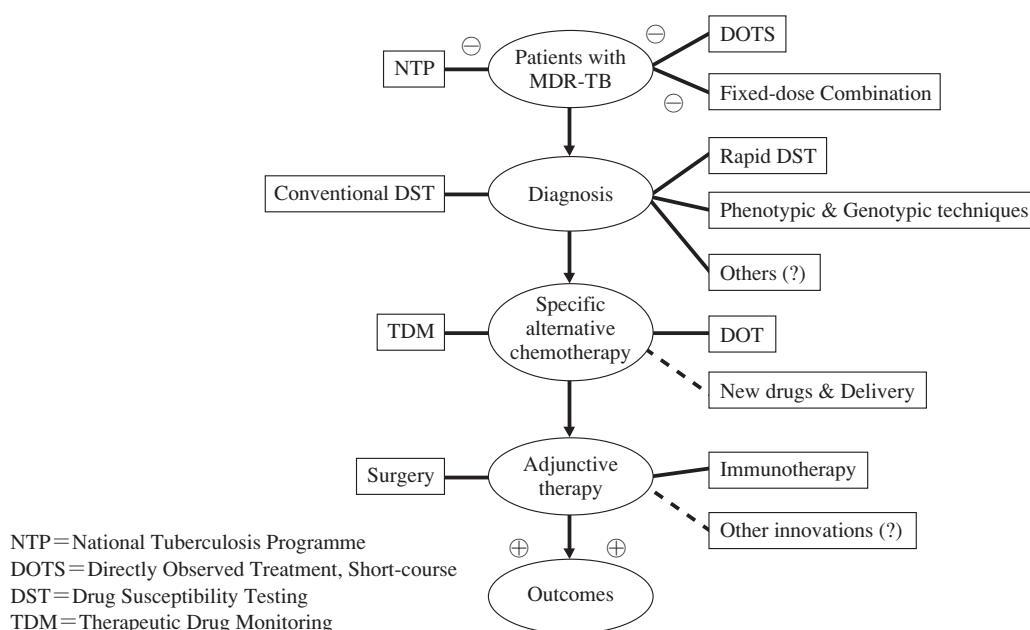 ⊖
⊖
DOTS
NTP
Patients with
MDR-TB
⊖
Fixed-dose Combination
Rapid DST
Conventional DST
Diagnosis
Phenotypic & Genotypic techniques
Others (?)
Specific
alternative
chemotherapy
TDM
DOT
New drugs & Delivery
Surgery
Adjunctive
therapy
Immunotherapy
Other innovations (?)
⊕
⊕
Outcomes
NTP=National Tuberculosis Programme
DOTS=Directly Observed Treatment, Short-course
DST=Drug Susceptibility Testing
TDM=Therapeutic Drug Monitoring